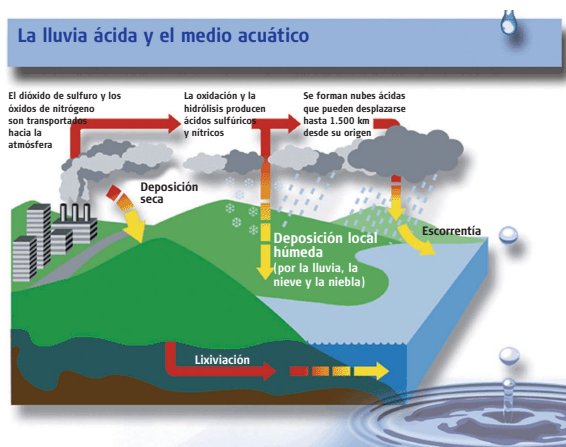 La lluvia ácida y el medio acuático
El dióxido de sulfuro y los
óxidos de nitrógeno
son transportados
hacia la
atmósfera
La oxidación y la
hidrólisis producen
ácidos sulfúricos
y nítricos
Se forman nubes ácidas
que pueden desplazarse
hasta 1.500 km
desde su origen
Deposición
seca
Deposición local
húmeda
(por la lluvia, la
nieve y la niebla)
Escorrentía
Lixiviación